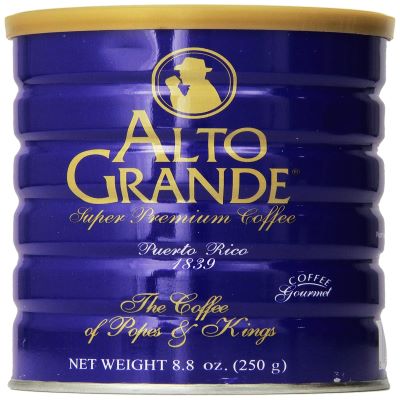 ALTO
GRANDE®
Super Premium Coffee
Puerto Rico
1839
COFFEE
Gourmet
The Coffee
of Popes & Kings
NET WEIGHT 8.8 oz. (250 g)